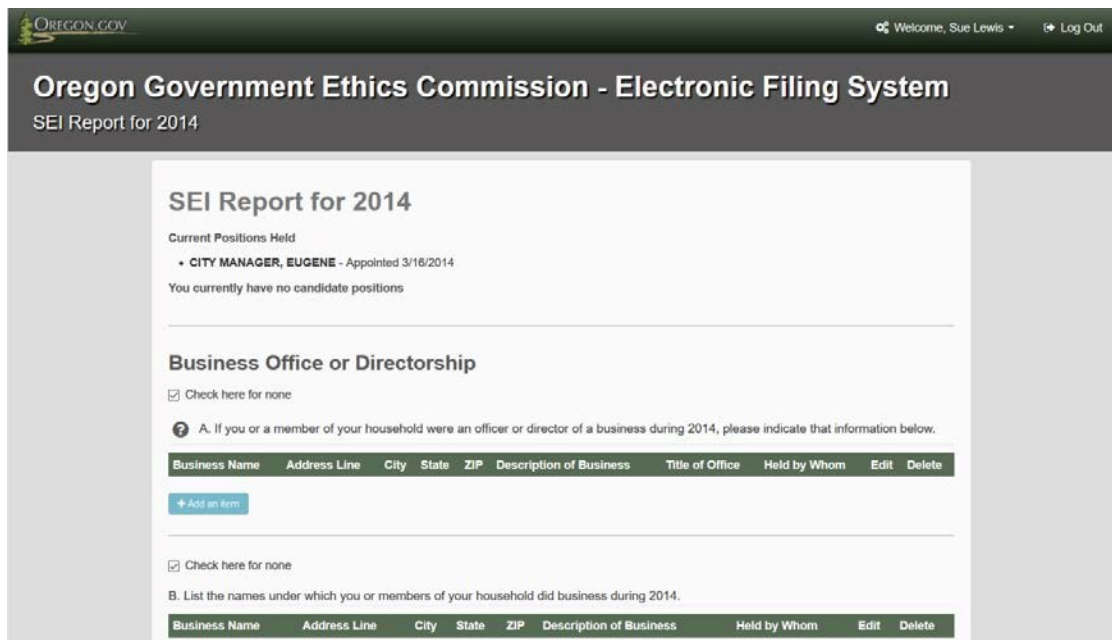 OREGON.GOV
Welcome, Sue Lewis
Log Out
Oregon Government Ethics Commission - Electronic Filing System
SEI Report for 2014
SEI Report for 2014
Current Positions Held
• CITY MANAGER, EUGENE - Appointed 3/16/2014
You currently have no candidate positions
Business Office or Directorship
Check here for none
? A. If you or a member of your household were an officer or director of a business during 2014, please indicate that information below.
Business Name Address Line City State ZIP Description of Business Title of Office Held by Whom Edit Delete
+ Add an item
Check here for none
B. List the names under which you or members of your household did business during 2014.
Business Name Address Line City State ZIP Description of Business Held by Whom Edit Delete